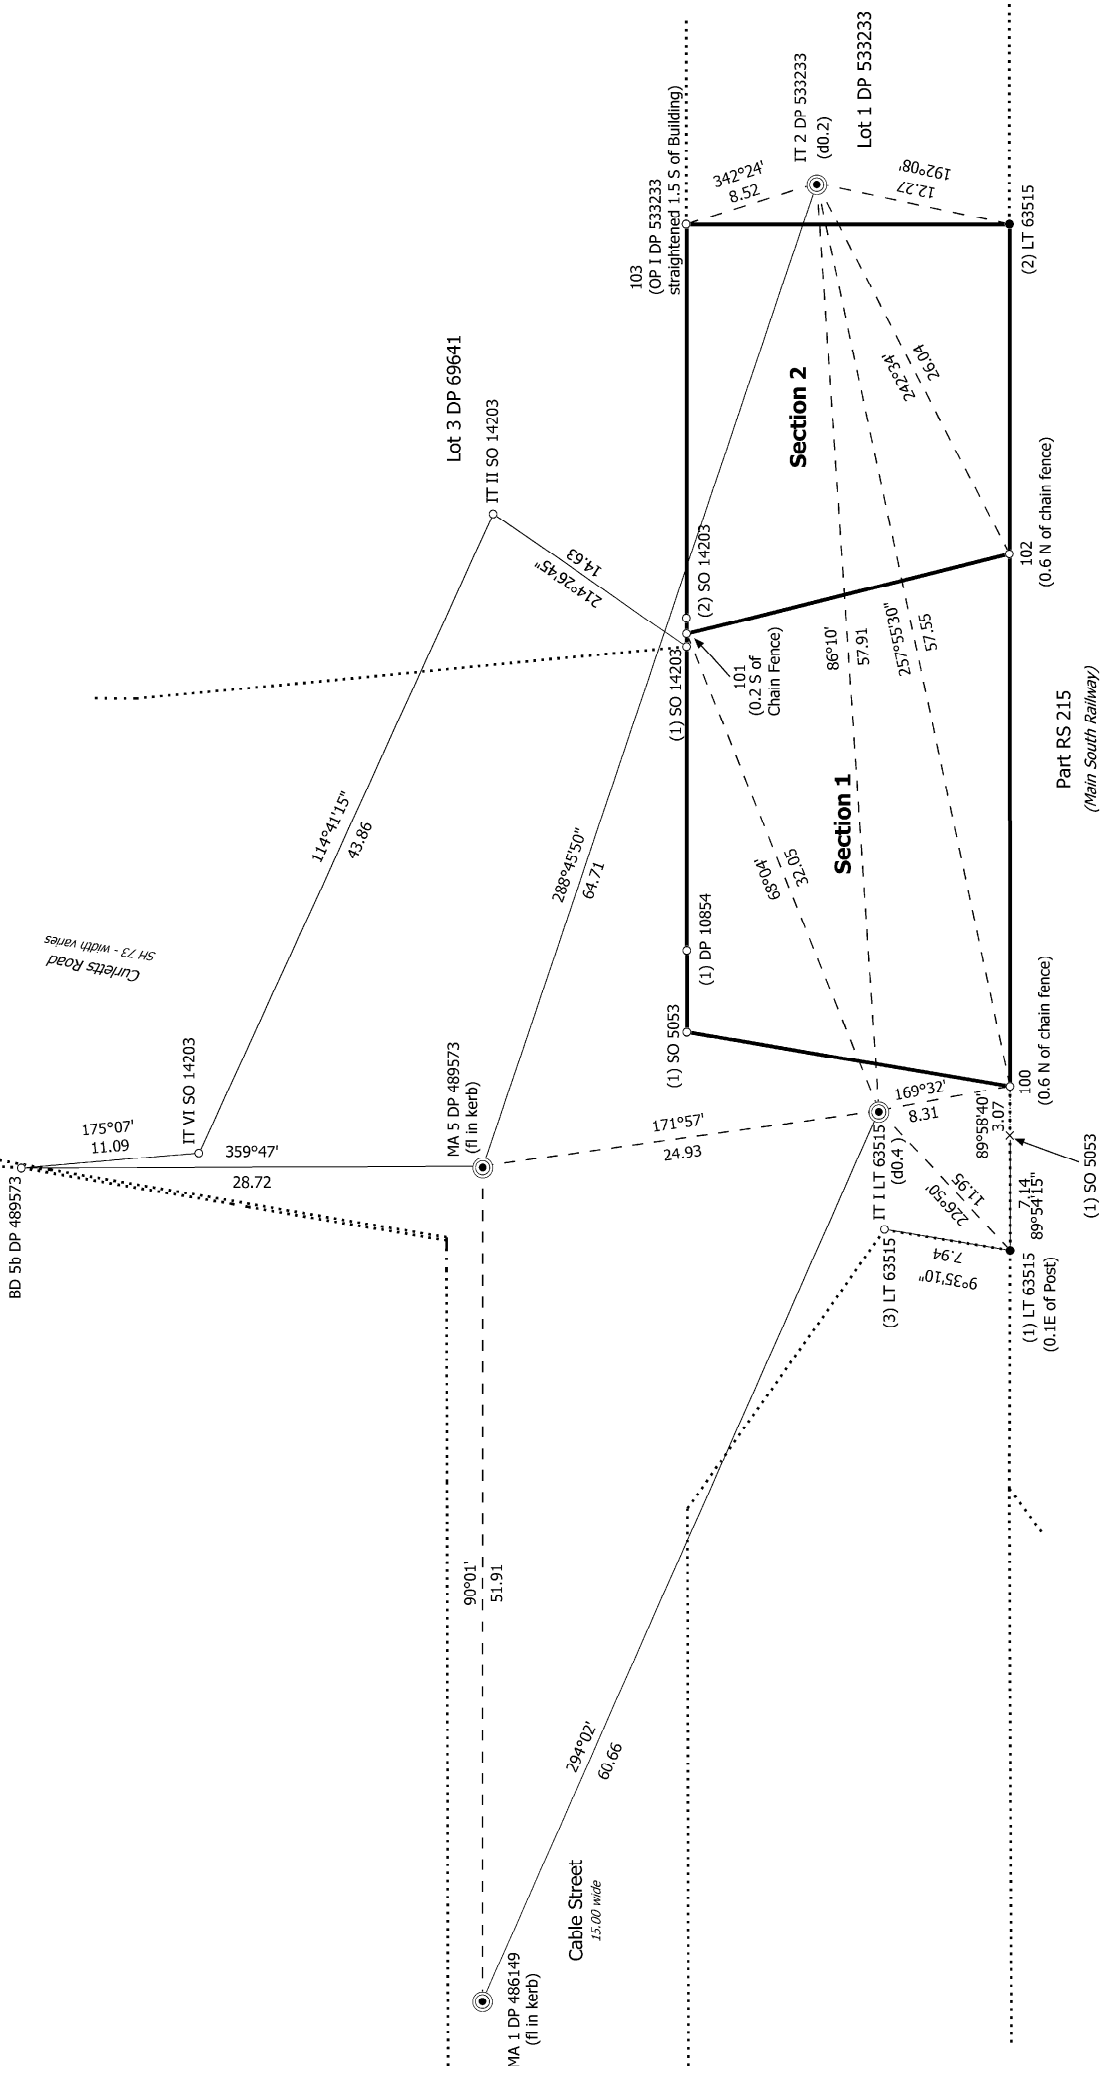 BD 5b DP 489573
175°07'
11.09
IT VI SO 14203
359°47'
28.72
Curletts Road
SH 73 - width varies
114°41'15"
43.86
Lot 3 DP 69641
IT II SO 14203
214°26'45"
14.63
MA 5 DP 489573
(fl in kerb)
288°45'50"
64.71
90°01'
51.91
171°57'
24.93
MA 1 DP 486149
(fl in kerb)
294°02'
60.66
Cable Street
15.00 wide
103
(OP I DP 533233
straightened 1.5 S of Building)
342°24'
8.52
IT 2 DP 533233
(d0.2)
Lot 1 DP 533233
192°08'
12.27
(2) LT 63515
(1) SO 5053
(1) DP 10854
(1) SO 14203
(2) SO 14203
101
(0.2 S of
Chain Fence)
68°04'
32.05
Section 1
Section 2
86°10'
57.91
257°55'30"
57.55
242°34'
26.04
IT I LT 63515
(d0.4 )
169°32'
8.31
226°50'
11.95
(3) LT 63515
9°35'10"
7.94
(1) LT 63515
(0.1E of Post)
7.14
89°54'15"
89°58'40"
3.07
(1) SO 5053
100
(0.6 N of chain fence)
102
(0.6 N of chain fence)
Part RS 215
(Main South Railway)